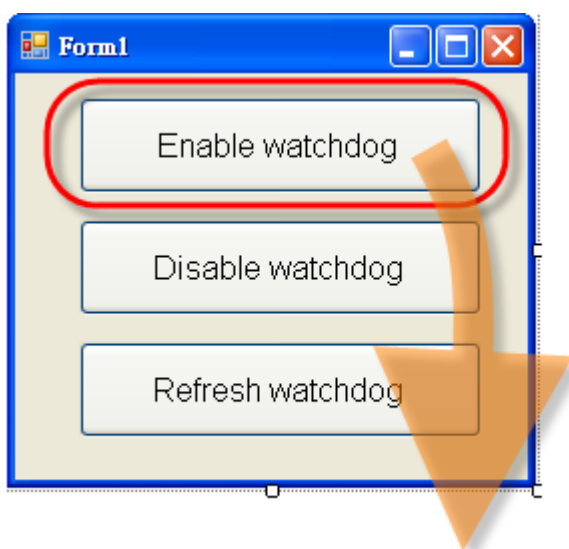 Form1
Enable watchdog
Disable watchdog
Refresh watchdog